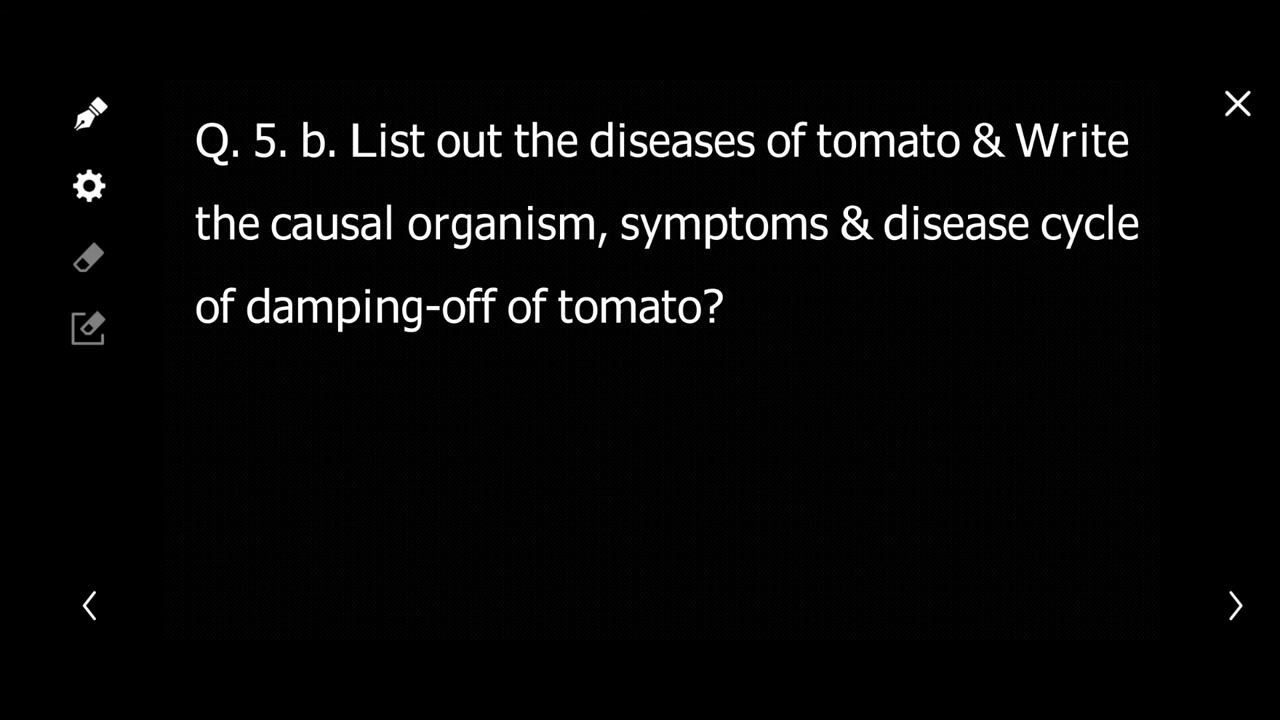 Q. 5. b. List out the diseases of tomato & Write
the causal organism, symptoms & disease cycle
of damping-off of tomato?